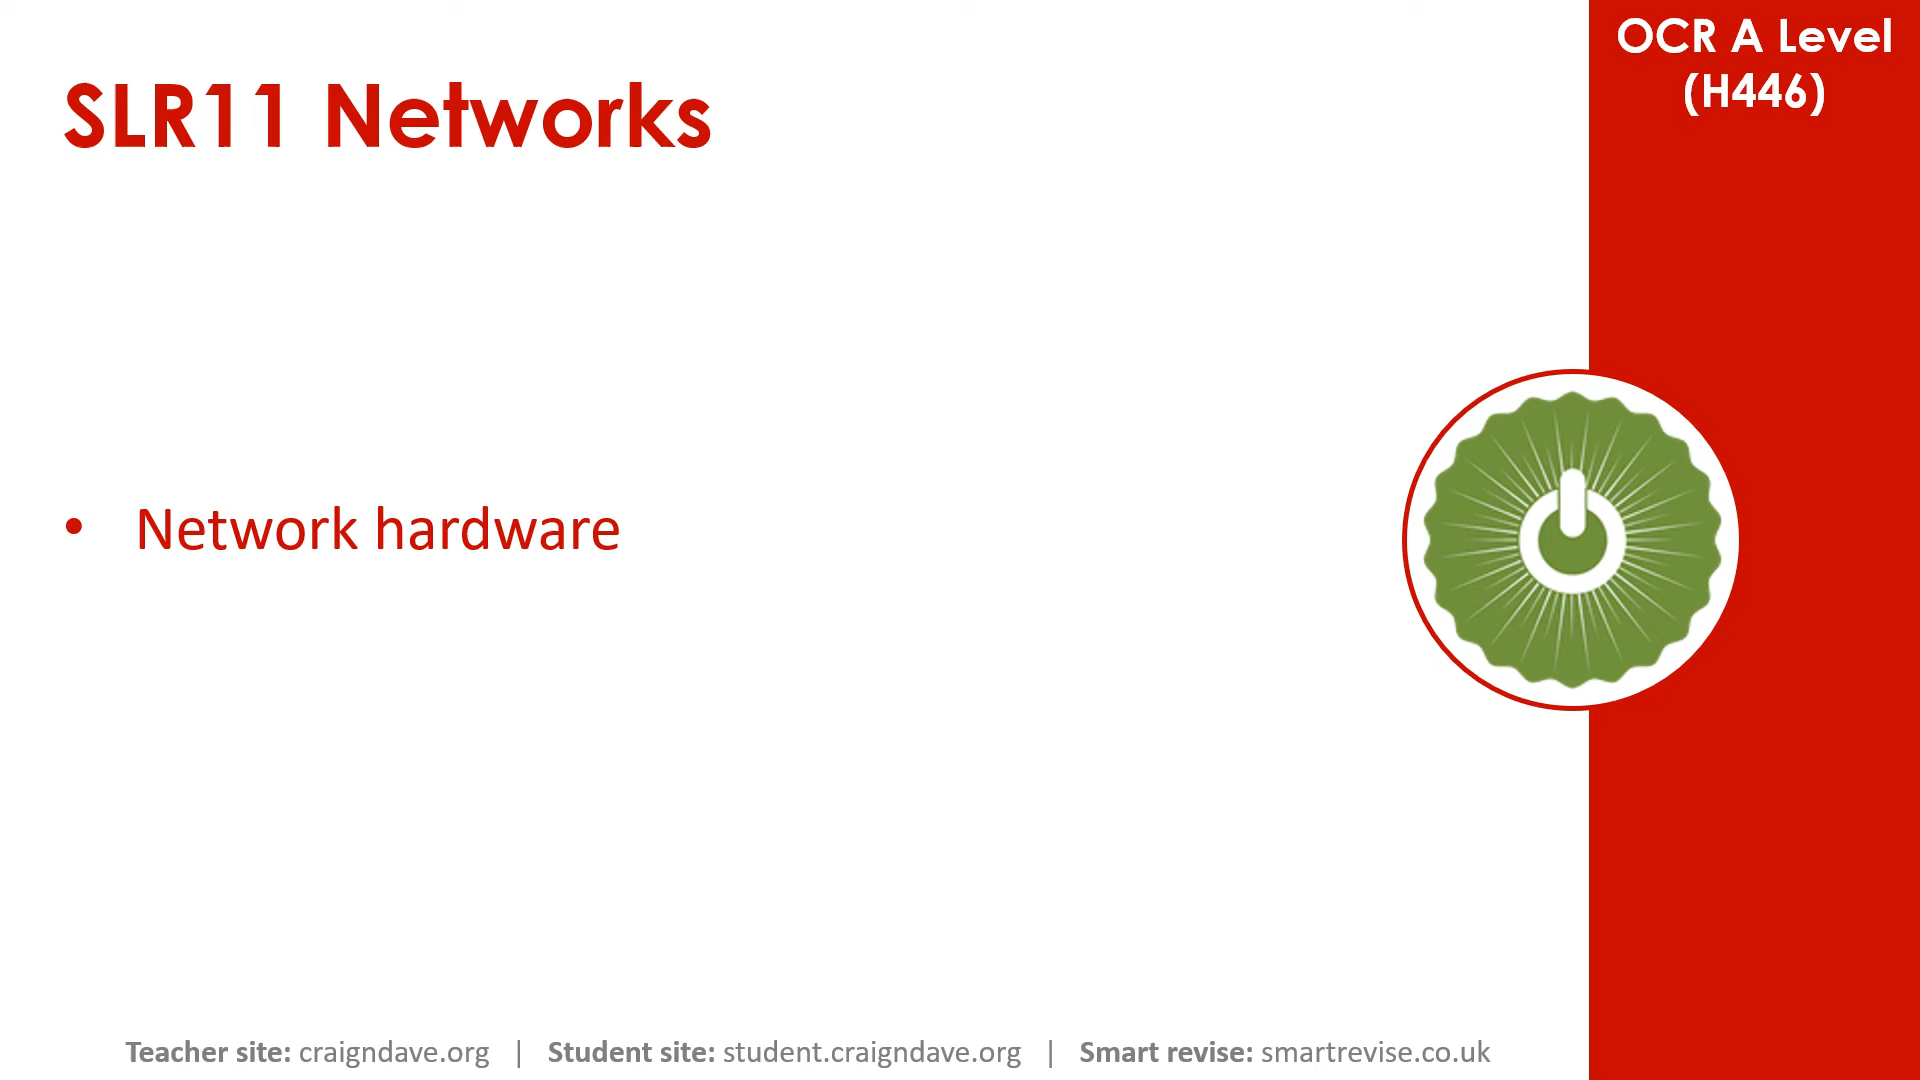 OCR A Level
(H446)
SLR11 Networks
• Network hardware
Teacher site: craigndave.org | Student site: student.craigndave.org | Smart revise: smartrevise.co.uk